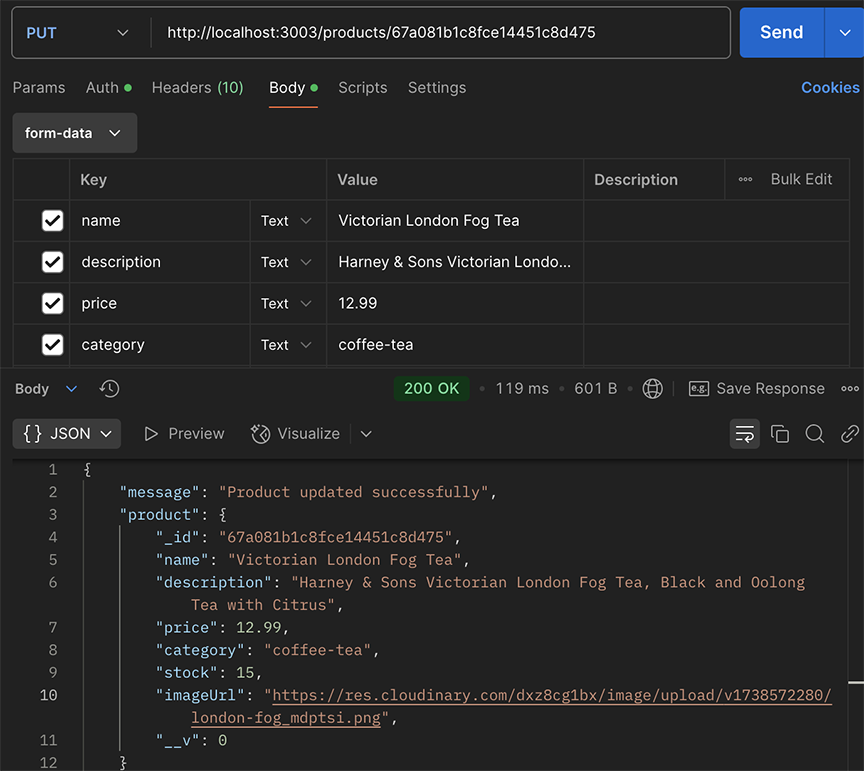 PUT http://localhost:3003/products/67a081b1c8fce14451c8d475 Send
Params Auth Headers (10) Body Scripts Settings Cookies
form-data
Key Value Description Bulk Edit
name Text Victorian London Fog Tea
description Text Harney & Sons Victorian Londo...
price Text 12.99
category Text coffee-tea
Body 200 OK 119 ms 601 B e.g. Save Response
{} JSON Preview Visualize
1 {
2 "message": "Product updated successfully",
3 "product": {
4 "_id": "67a081b1c8fce14451c8d475",
5 "name": "Victorian London Fog Tea",
6 "description": "Harney & Sons Victorian London Fog Tea, Black and Oolong
Tea with Citrus",
7 "price": 12.99,
8 "category": "coffee-tea",
9 "stock": 15,
10 "imageUrl": "https://res.cloudinary.com/dxz8cg1bx/image/upload/v1738572280/
london-fog_mdptsi.png",
11 "__v": 0
12 }